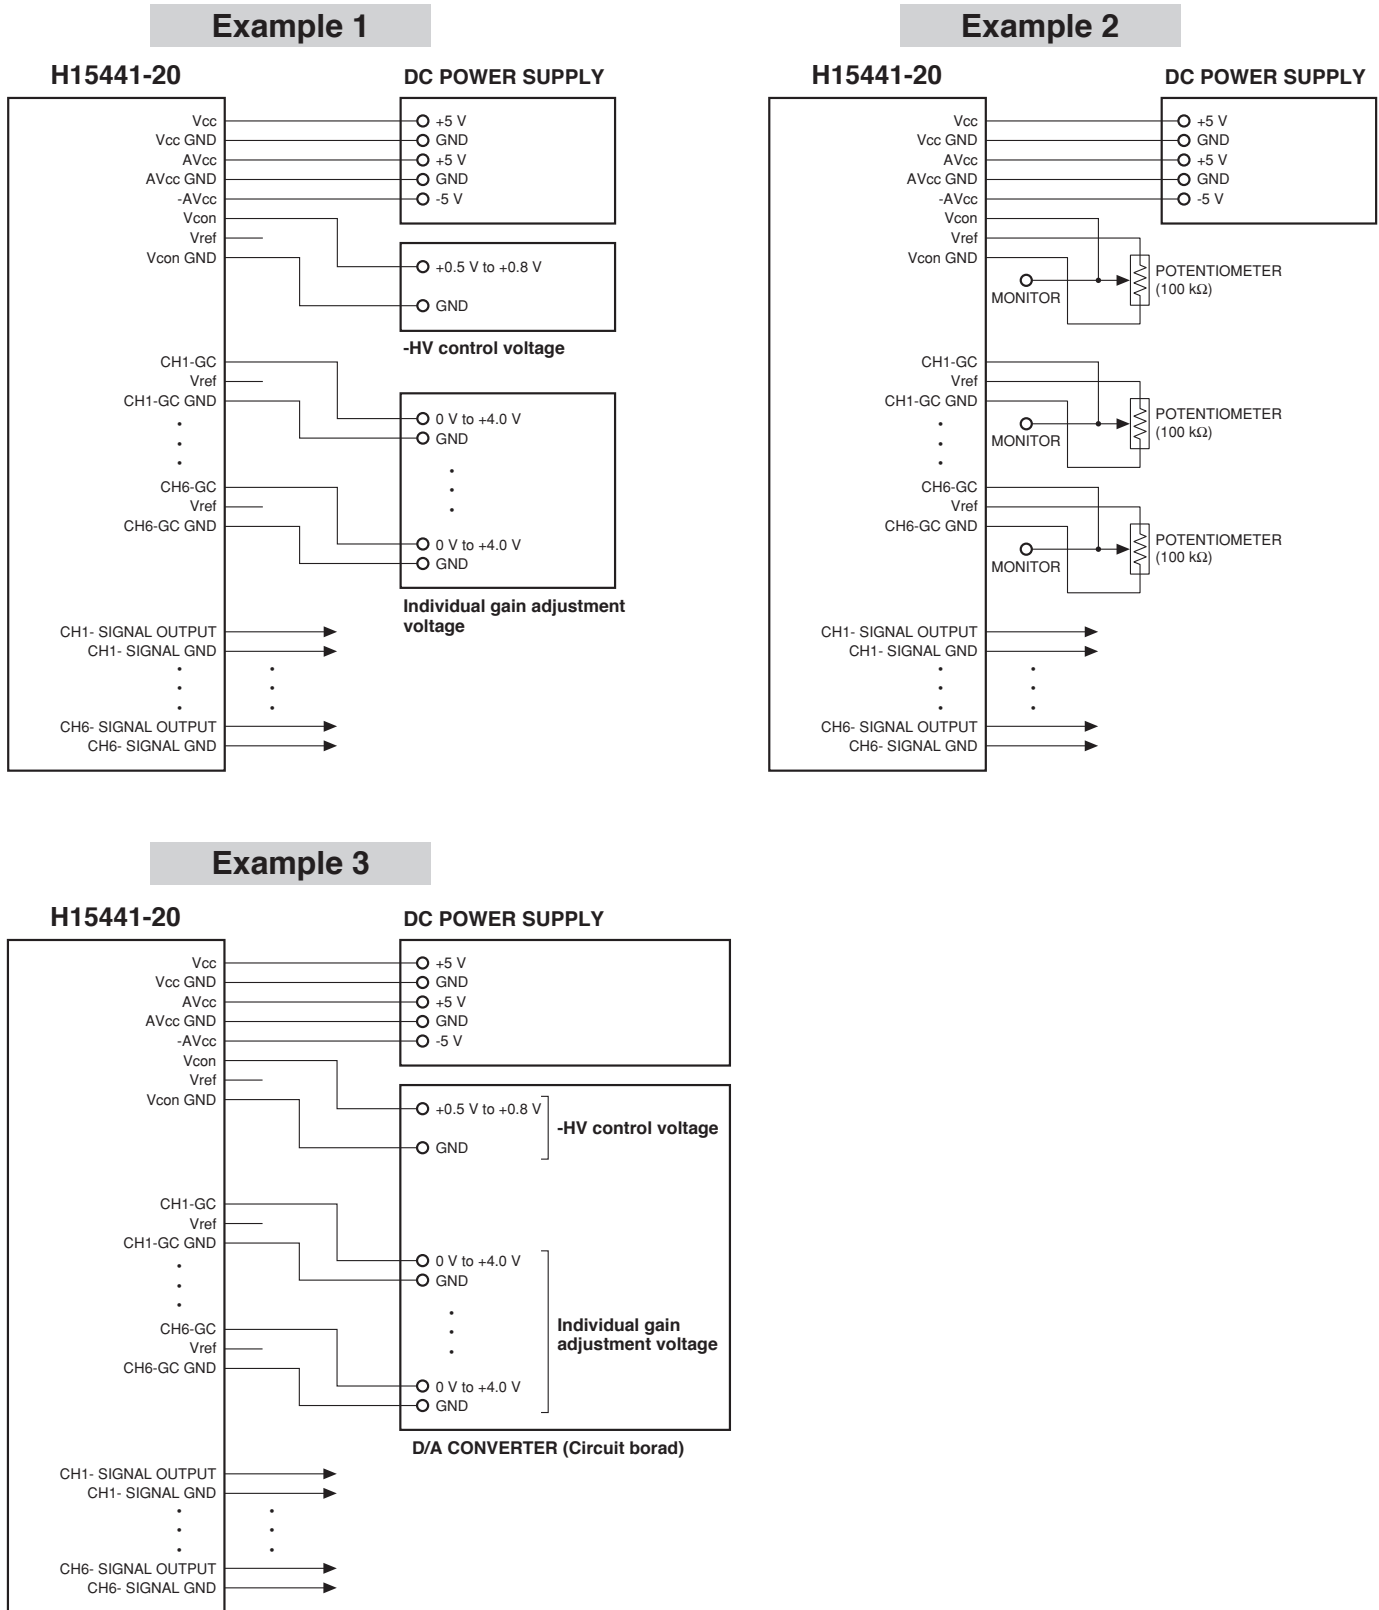 Example 1
H15441-20
DC POWER SUPPLY
Vcc
+5 V
Vcc GND
GND
AVcc
+5 V
AVcc GND
GND
-AVcc
-5 V
Vcon
Vref
Vcon GND
+0.5 V to +0.8 V
GND
-HV control voltage
CH1-GC
Vref
CH1-GC GND
0 V to +4.0 V
GND
CH6-GC
Vref
CH6-GC GND
0 V to +4.0 V
GND
Individual gain adjustment
voltage
CH1- SIGNAL OUTPUT
CH1- SIGNAL GND
CH6- SIGNAL OUTPUT
CH6- SIGNAL GND
Example 2
H15441-20
DC POWER SUPPLY
Vcc
+5 V
Vcc GND
GND
AVcc
+5 V
AVcc GND
GND
-AVcc
-5 V
Vcon
Vref
Vcon GND
MONITOR
POTENTIOMETER
(100 kΩ)
CH1-GC
Vref
CH1-GC GND
MONITOR
POTENTIOMETER
(100 kΩ)
CH6-GC
Vref
CH6-GC GND
MONITOR
POTENTIOMETER
(100 kΩ)
CH1- SIGNAL OUTPUT
CH1- SIGNAL GND
CH6- SIGNAL OUTPUT
CH6- SIGNAL GND
Example 3
H15441-20
DC POWER SUPPLY
Vcc
+5 V
Vcc GND
GND
AVcc
+5 V
AVcc GND
GND
-AVcc
-5 V
Vcon
Vref
Vcon GND
+0.5 V to +0.8 V
GND
-HV control voltage
CH1-GC
Vref
CH1-GC GND
0 V to +4.0 V
GND
CH6-GC
Vref
CH6-GC GND
0 V to +4.0 V
GND
Individual gain
adjustment voltage
D/A CONVERTER (Circuit borad)
CH1- SIGNAL OUTPUT
CH1- SIGNAL GND
CH6- SIGNAL OUTPUT
CH6- SIGNAL GND